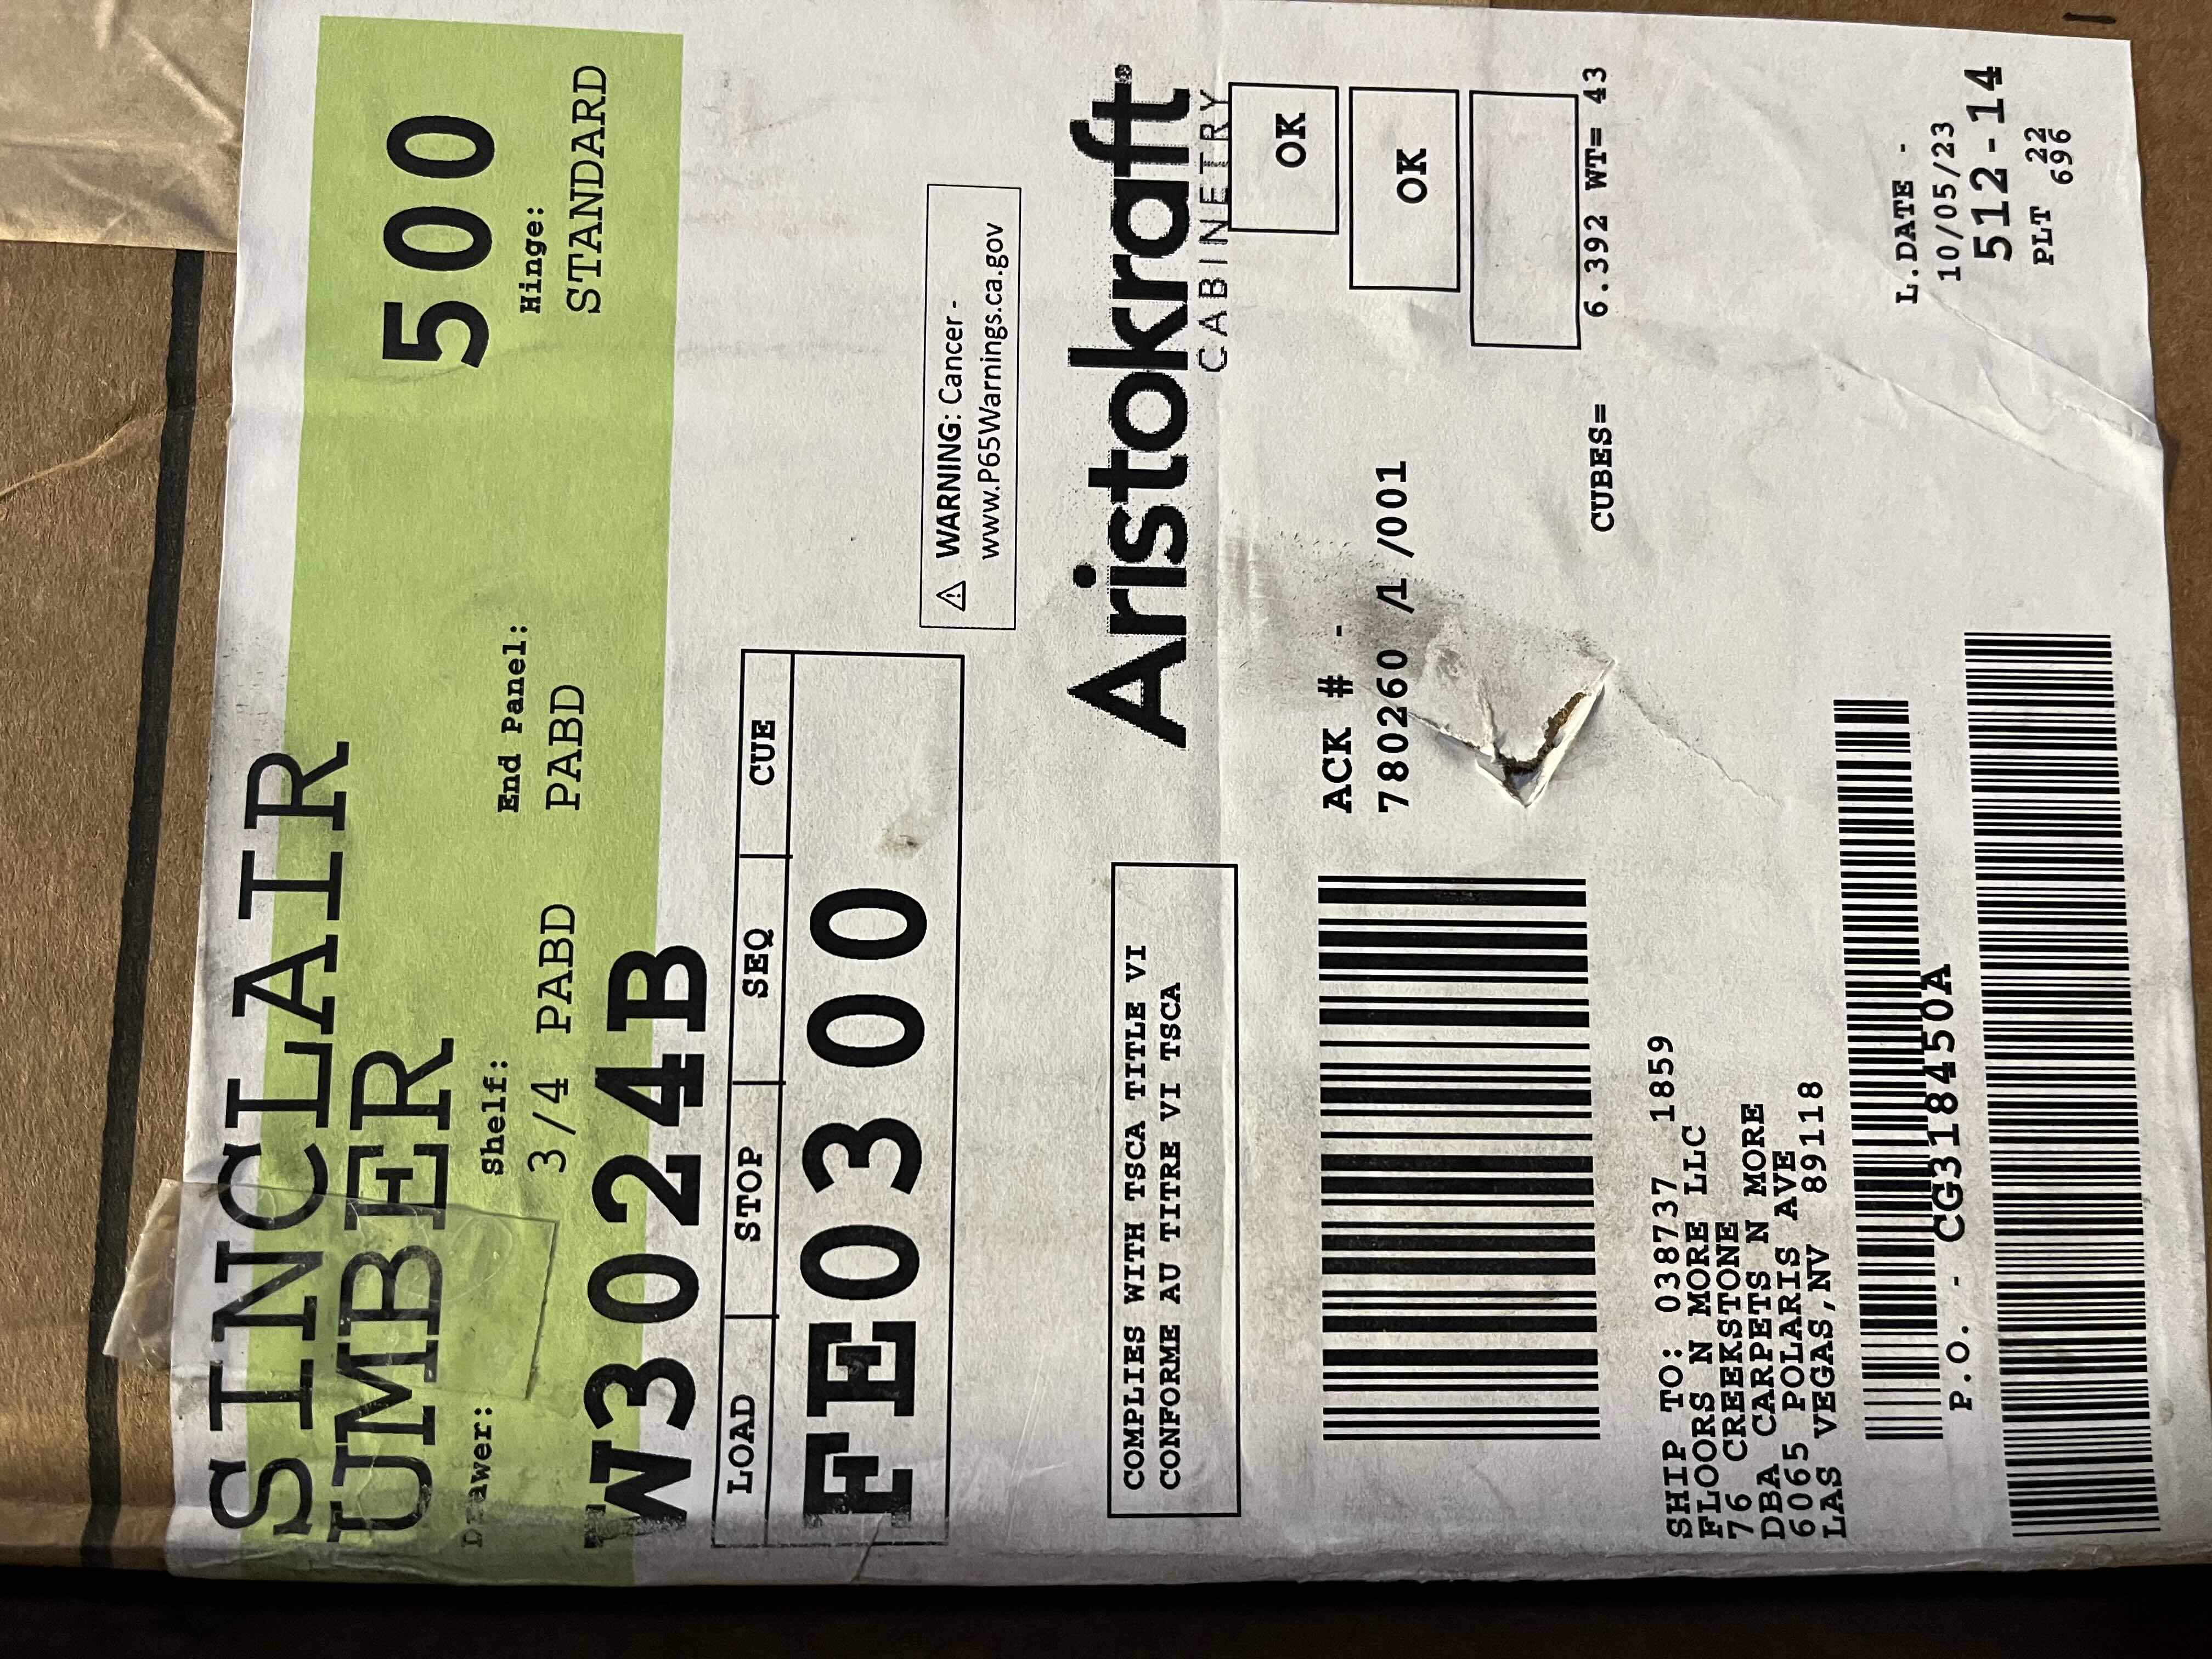 SINCLAIR
UMBER
500
Drawer:
Shelf:
3/4 PABD
End Panel:
PABD
Hinge:
STANDARD
W3024B
LOAD STOP SEQ CUE
EE0300
⚠ WARNING: Cancer -
www.P65Warnings.ca.gov
COMPLIES WITH TSCA TITLE VI
CONFORME AU TITRE VI TSCA
Aristokraft®
CABINETRY
OK
OK
ACK # -
780260 /1 /001
CUBES= 6.392 WT= 43
SHIP TO: 038737 1859
FLOORS N MORE LLC
76 CREEKSTONE
DBA CARPETS N MORE
6065 POLARIS AVE
LAS VEGAS,NV 89118
P.O. - CG318450A
L.DATE -
10/05/23
512-14
PLT 22
696